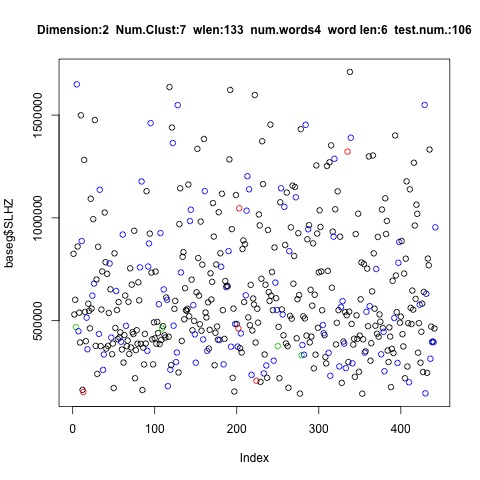 Dimension:2 Num.Clust:7 wlen:133 num.words4 word len:6 test.num.:106
1500000
1000000
500000
baseg$SLHZ
0 100 200 300 400
Index